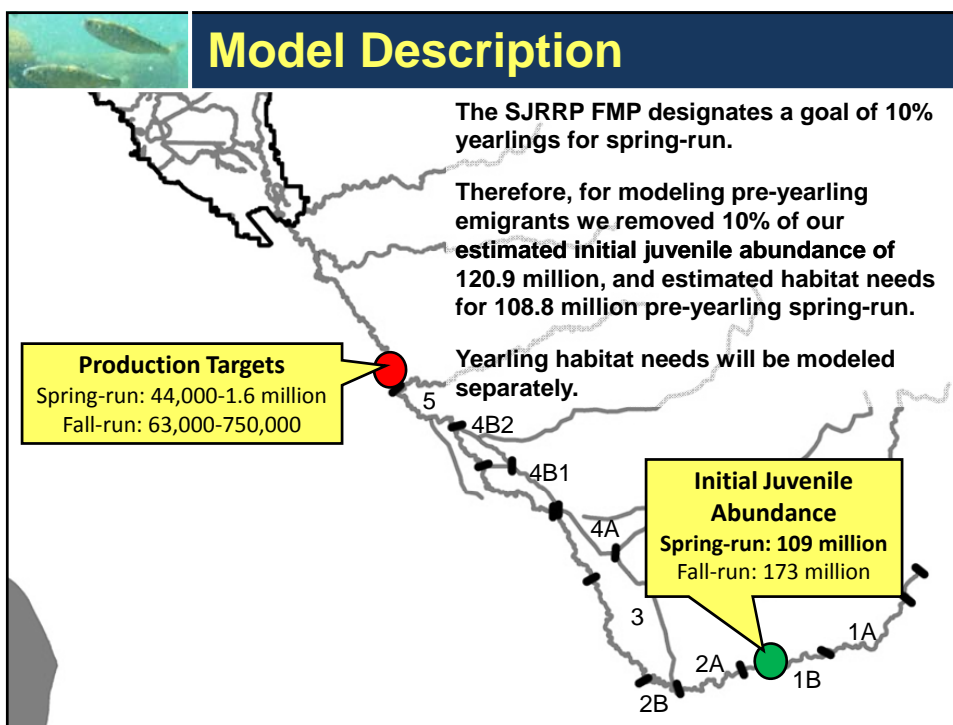 Model Description
The SJRRP FMP designates a goal of 10%
yearlings for spring-run.
Therefore, for modeling pre-yearling
emigrants we removed 10% of our
estimated initial juvenile abundance of
120.9 million, and estimated habitat needs
for 108.8 million pre-yearling spring-run.
Yearling habitat needs will be modeled
separately.
Production Targets
Spring-run: 44,000-1.6 million
Fall-run: 63,000-750,000
5
4B2
4B1
4A
Initial Juvenile
Abundance
Spring-run: 109 million
Fall-run: 173 million
3
1A
2A
1B
2B